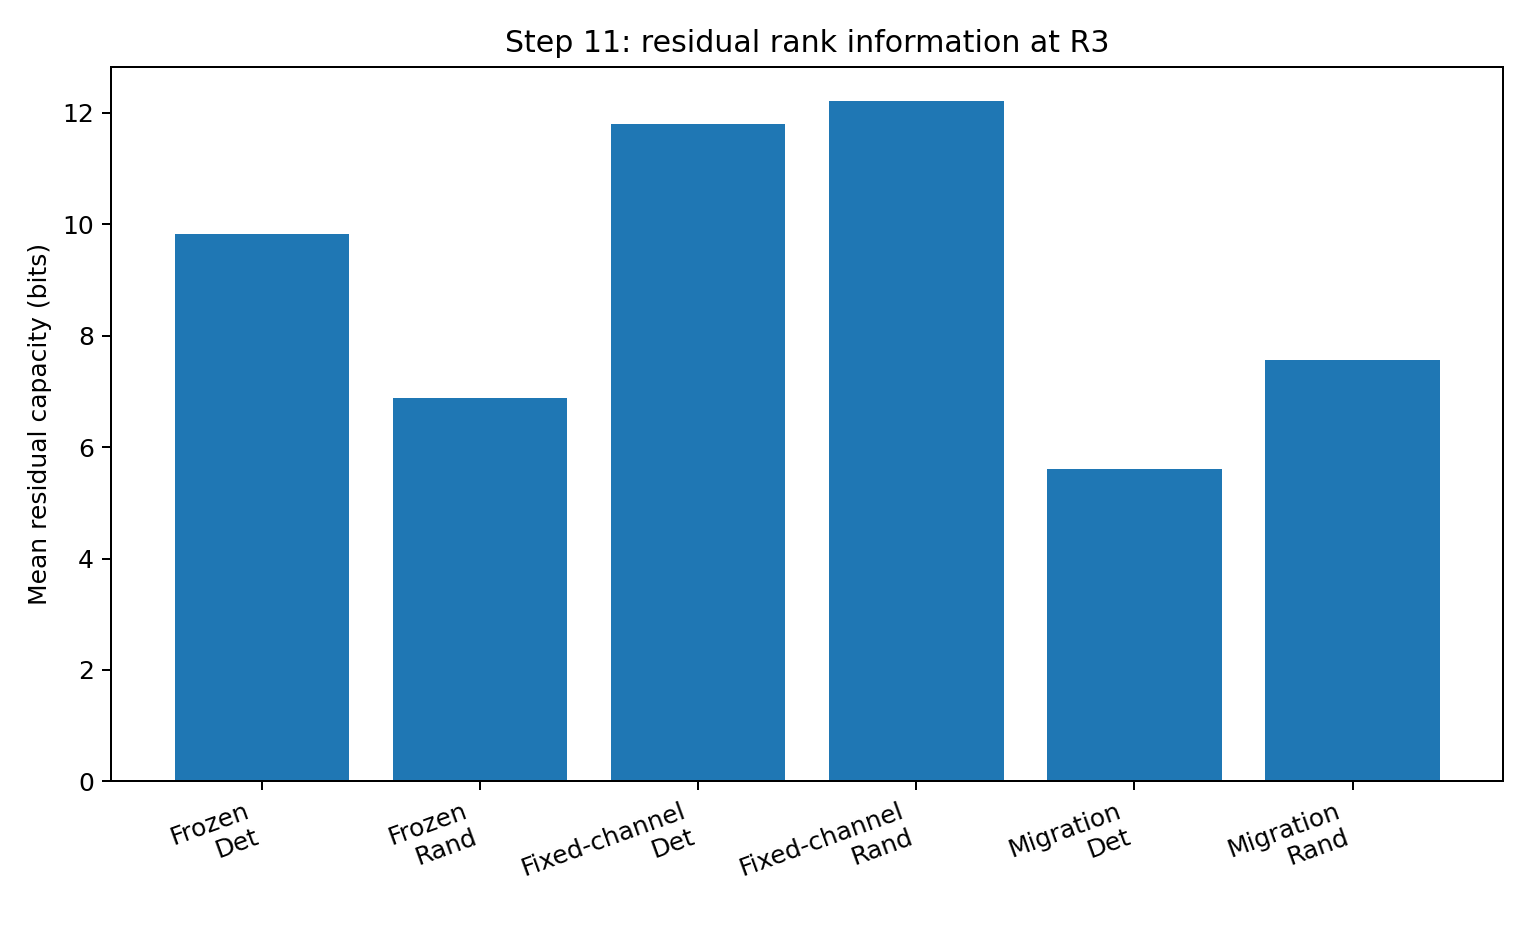 Step 11: residual rank information at R3
Mean residual capacity (bits)
12
10
8
6
4
2
0
Frozen
Det
Frozen
Rand
Fixed-channel
Det
Fixed-channel
Rand
Migration
Det
Migration
Rand